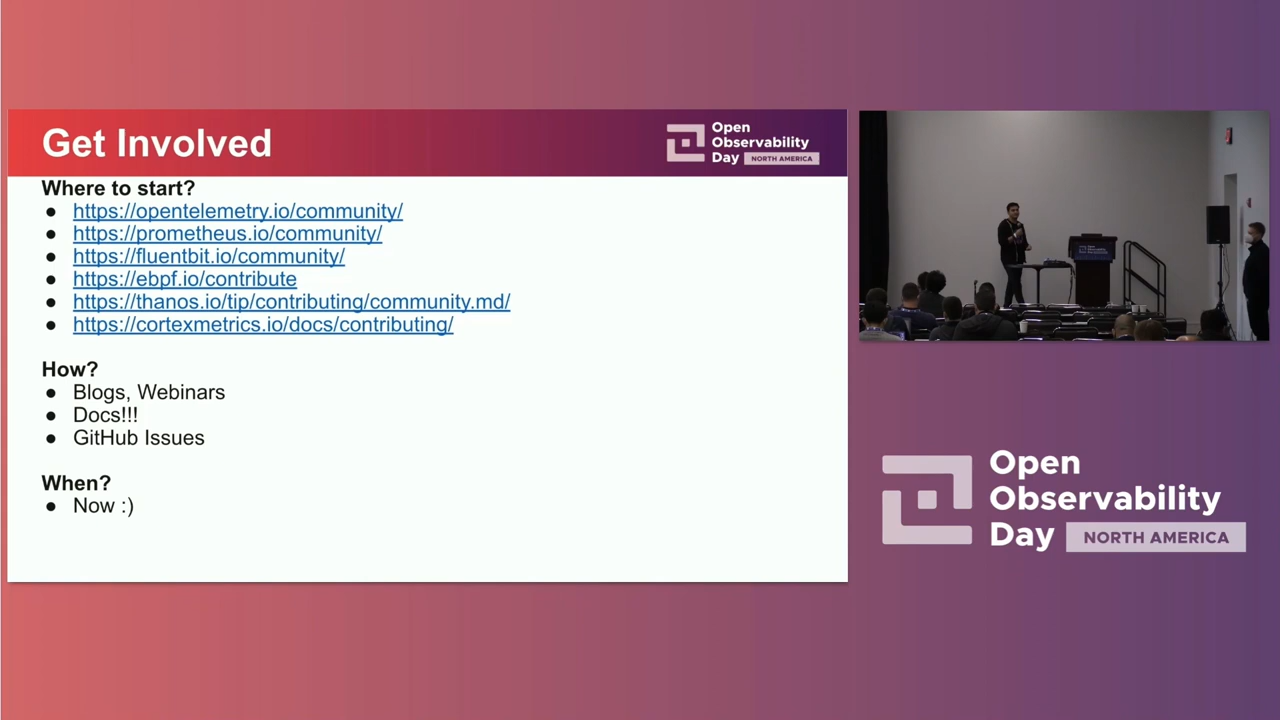 Get Involved
Open
Observability
Day NORTH AMERICA
Where to start?
● https://opentelemetry.io/community/
● https://prometheus.io/community/
● https://fluentbit.io/community/
● https://ebpf.io/contribute
● https://thanos.io/tip/contributing/community.md/
● https://cortexmetrics.io/docs/contributing/
How?
● Blogs, Webinars
● Docs!!!
● GitHub Issues
When?
● Now :)
Open
Observability
Day NORTH AMERICA